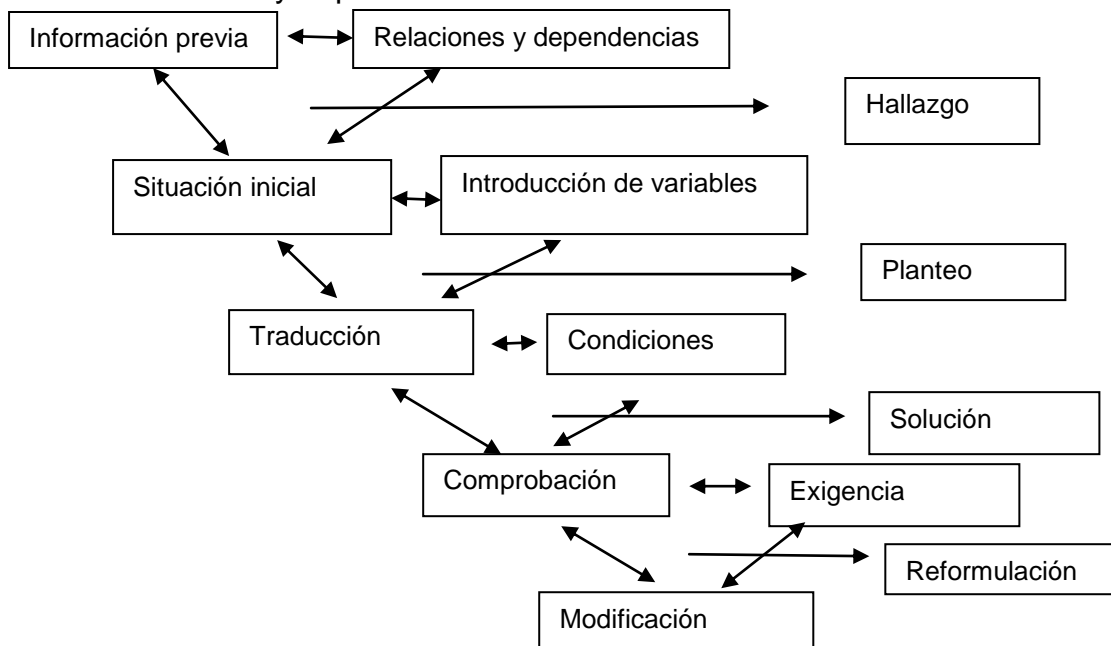 Información previa
Relaciones y dependencias
Hallazgo
Situación inicial
Introducción de variables
Planteo
Traducción
Condiciones
Solución
Comprobación
Exigencia
Reformulación
Modificación